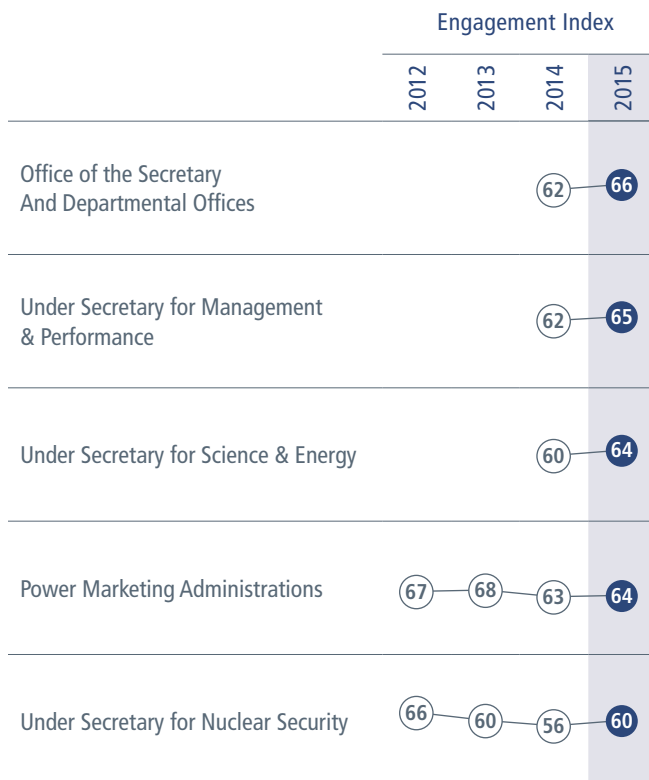 Engagement Index
2012 2013 2014 2015
Office of the Secretary
And Departmental Offices
62 66
Under Secretary for Management
& Performance
62 65
Under Secretary for Science & Energy
60 64
Power Marketing Administrations
67 68 63 64
Under Secretary for Nuclear Security
66 60 56 60